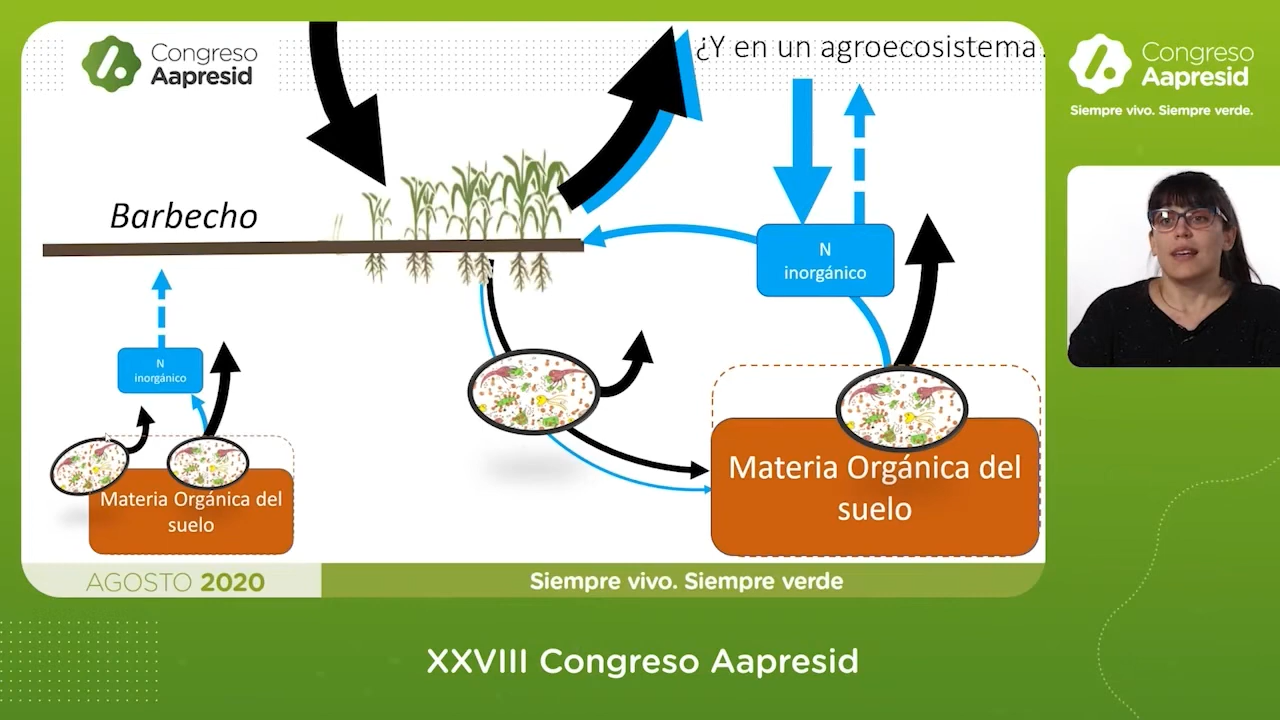 Congreso
Aapresid
¿Y en un agroecosistema
Barbecho
N
inorgánico
N
inorgánico
Materia Orgánica del
suelo
Materia Orgánica del
suelo
AGOSTO 2020
Siempre vivo. Siempre verde
Congreso
Aapresid
Siempre vivo. Siempre verde.
XXVIII Congreso Aapresid